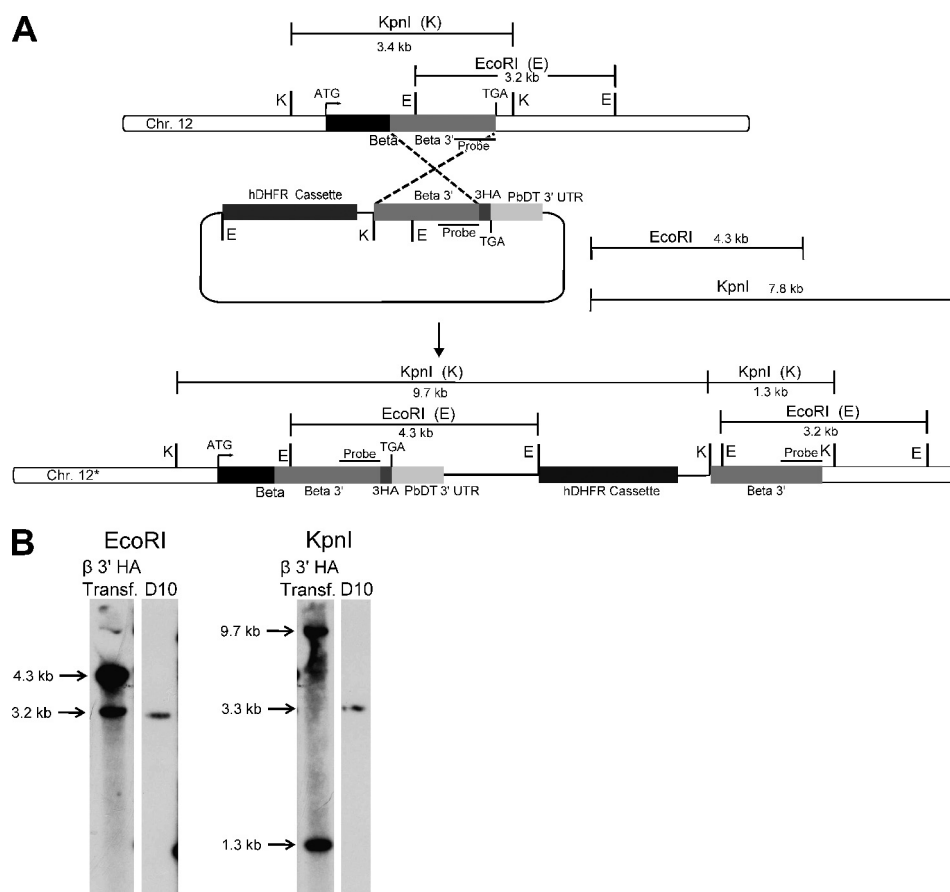 A
KpnI (K)
3.4 kb
EcoRI (E)
3.2 kb
K ATG E TGA K E
Chr. 12
Beta Beta 3' Probe
hDHFR Cassette Beta 3' 3HA PbDT 3' UTR
E K E Probe TGA
EcoRI 4.3 kb
KpnI 7.8 kb
KpnI (K) KpnI (K)
9.7 kb 1.3 kb
EcoRI (E) EcoRI (E)
4.3 kb 3.2 kb
K ATG E Probe TGA E K E Probe K E
Chr. 12*
Beta Beta 3' 3HA PbDT 3' UTR hDHFR Cassette Beta 3'
B
EcoRI KpnI
β 3' HA β 3' HA
Transf. D10 Transf. D10
9.7 kb
4.3 kb
3.2 kb 3.3 kb
1.3 kb